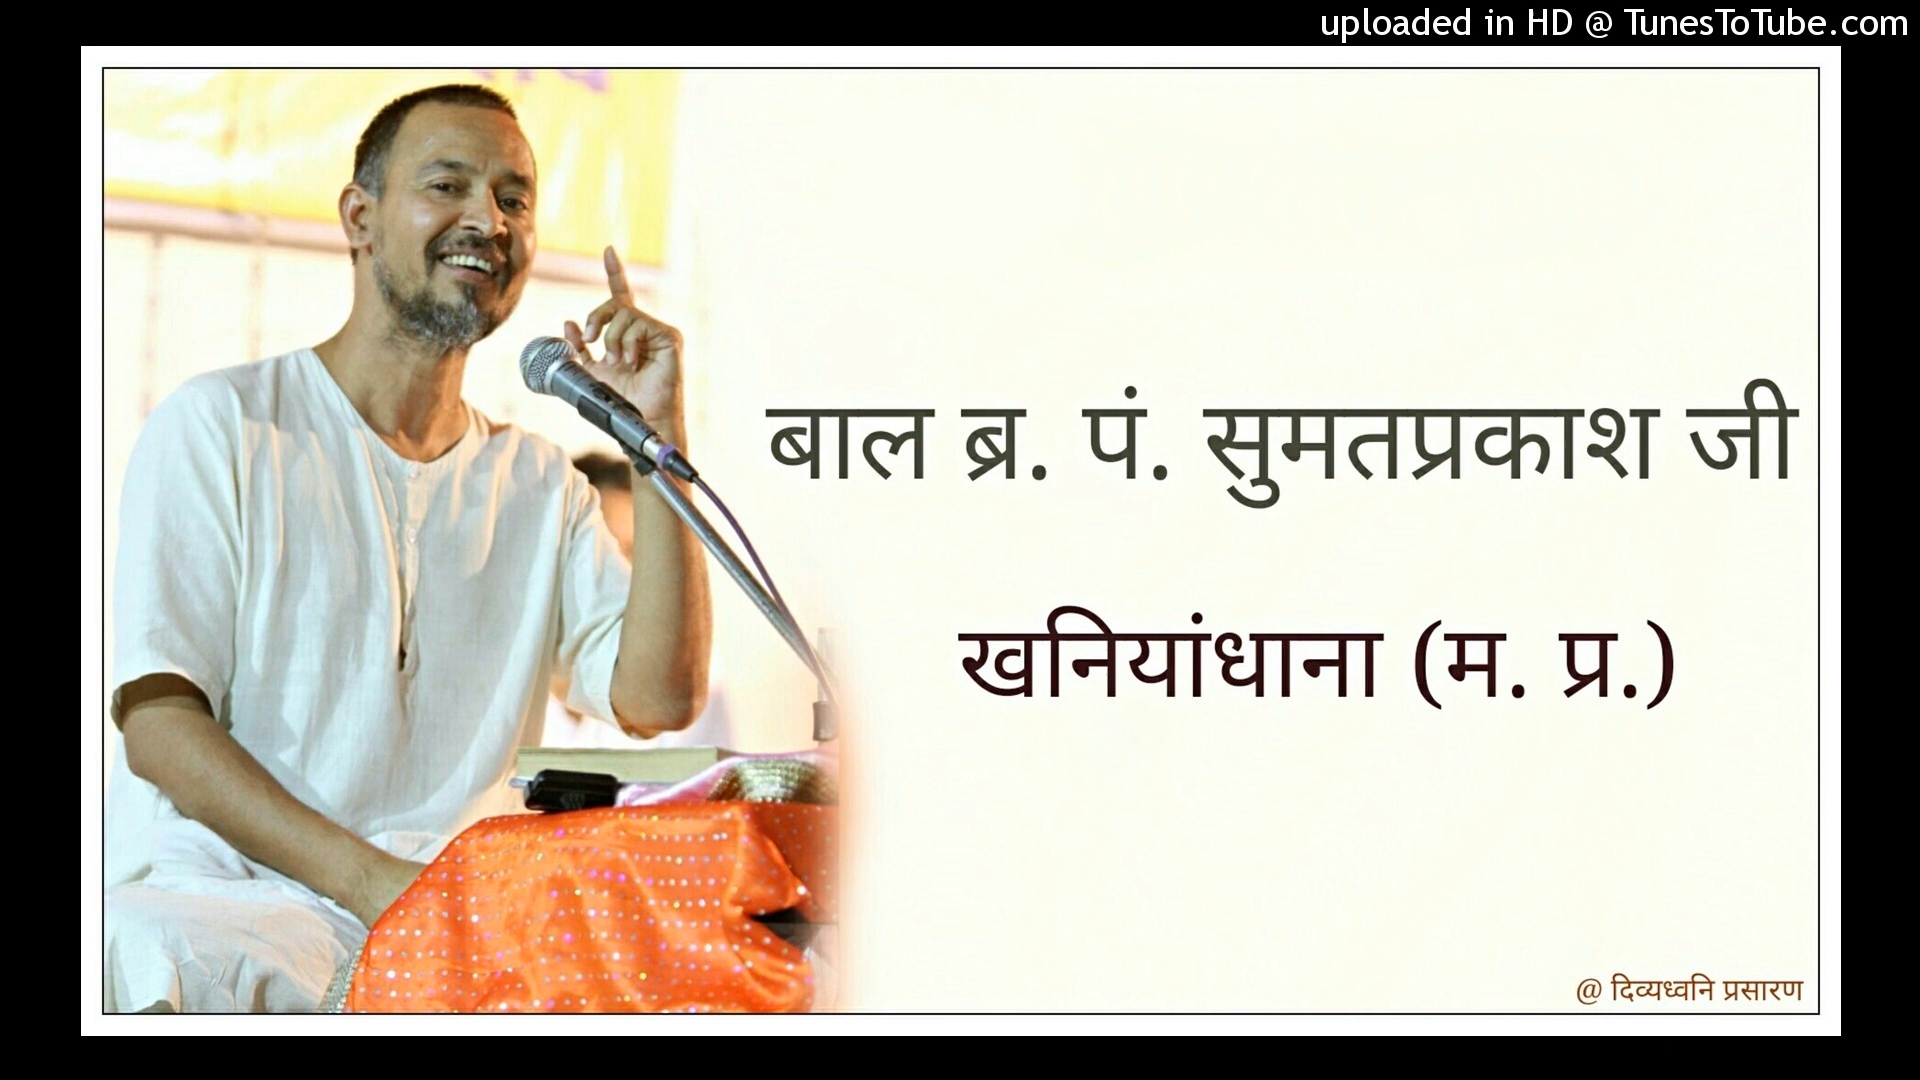 uploaded in HD @ TunesToTube.com
बाल ब्र. पं. सुमतप्रकाश जी
खनियांधाना (म. प्र.)
@ दिव्यध्वनि प्रसारण